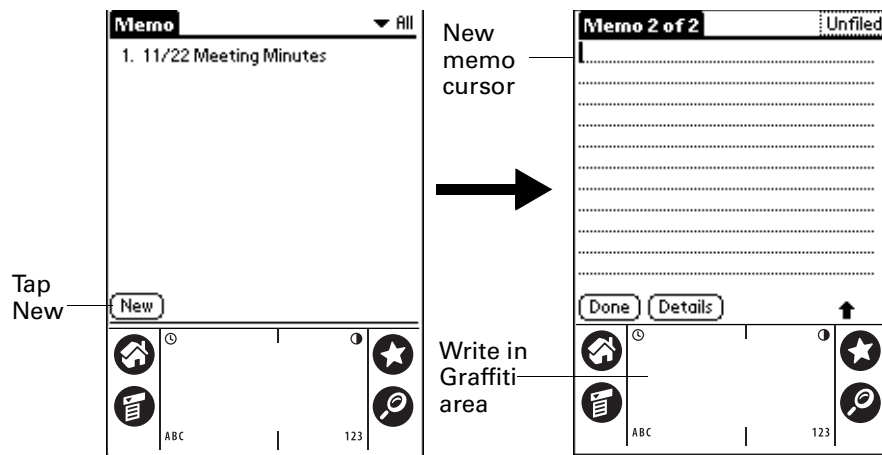 Memo
All
1. 11/22 Meeting Minutes
Tap
New
New
ABC
123
New
memo
cursor
Write in
Graffiti
area
Memo 2 of 2
Unfiled
Done
Details
ABC
123